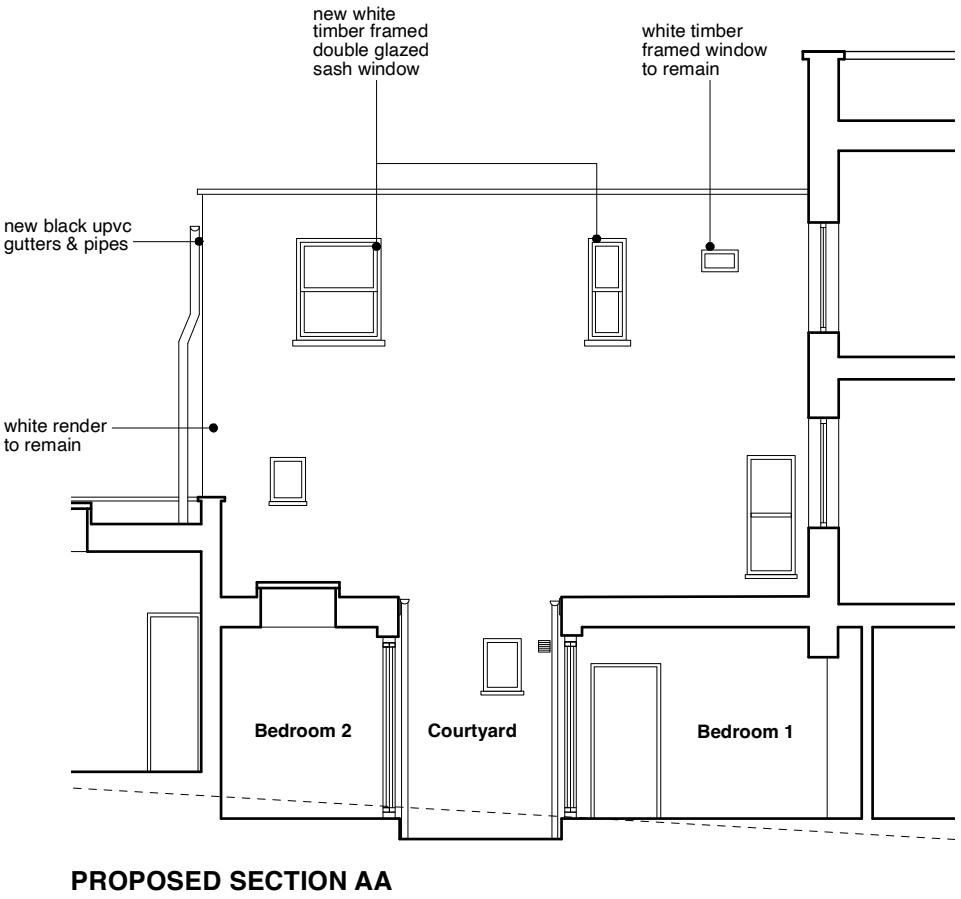 new white
timber framed
double glazed
sash window
white timber
framed window
to remain
new black upvc
gutters & pipes
white render
to remain
Bedroom 2
Courtyard
Bedroom 1
PROPOSED SECTION AA